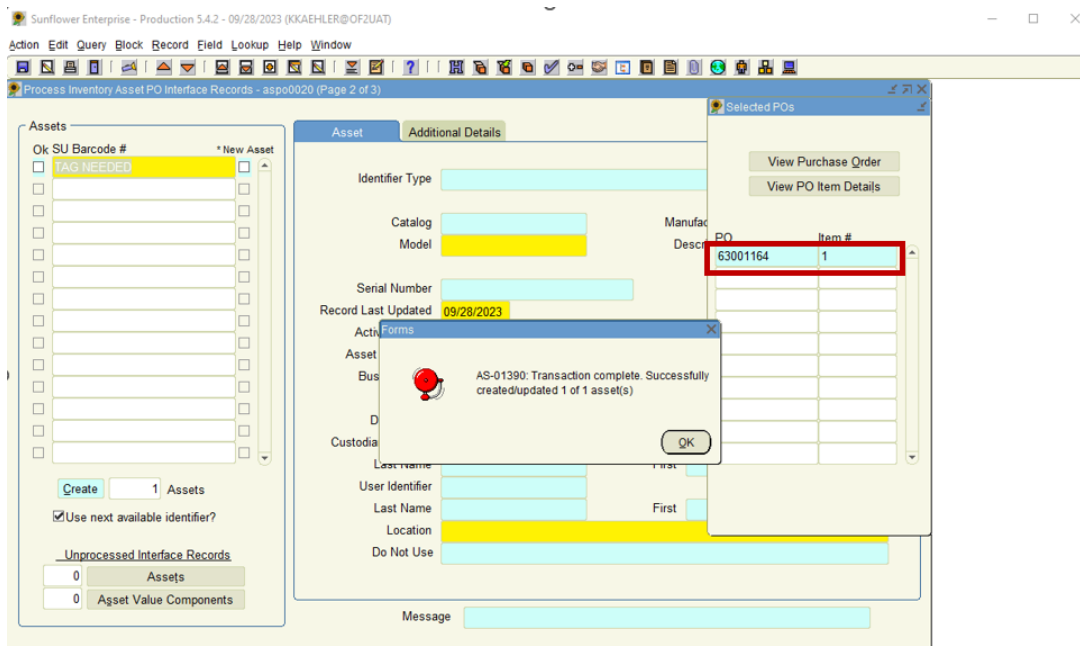 Sunflower Enterprise - Production 5.4.2 - 09/28/2023 (KKAEHLER@OF2UAT)
Action Edit Query Block Record Field Lookup Help Window
Process Inventory Asset PO Interface Records - aspo0020 (Page 2 of 3)
Selected POs
Assets
Ok SU Barcode # * New Asset
TAG NEEDED
Asset Additional Details
Identifier Type
Catalog
Manufac
Model
Descr
Serial Number
Record Last Updated 09/28/2023
Activ
Asset
Bus
D
Custodia
Last Name
First
User Identifier
Last Name
First
Location
Do Not Use
Message
View Purchase Order
View PO Item Details
PO Item #
63001164 1
Forms
AS-01390: Transaction complete. Successfully
created/updated 1 of 1 asset(s)
OK
Create 1 Assets
Use next available identifier?
Unprocessed Interface Records
0 Assets
0 Asset Value Components